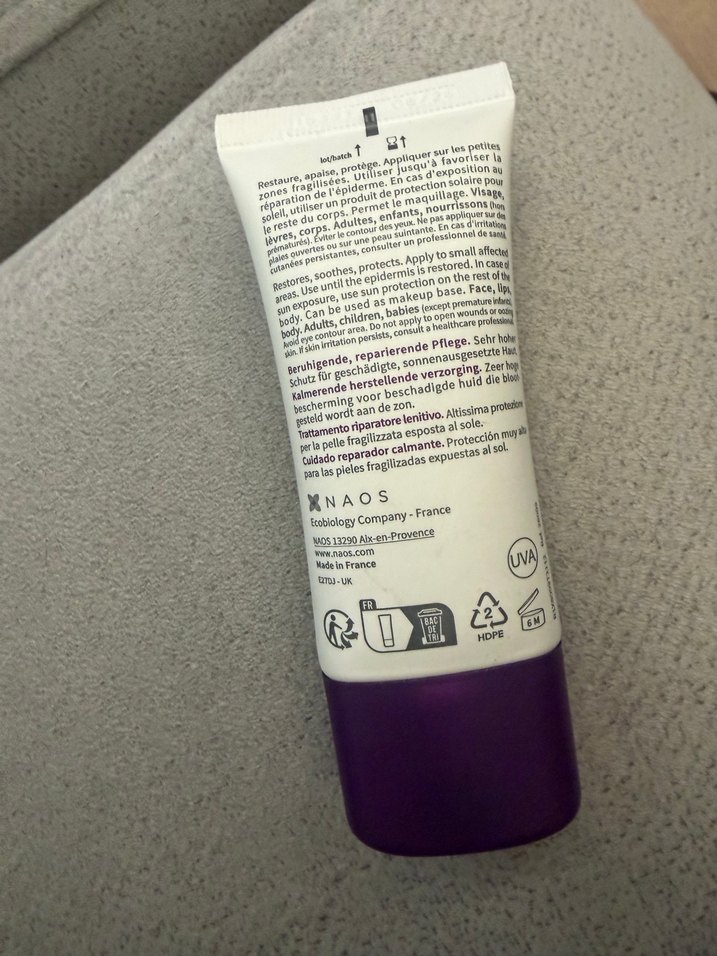 lot/batch
Restaure, apaise, protège. Appliquer sur les petites
zones fragilisées. Utiliser jusqu'à favoriser la
réparation de l'épiderme. En cas d'exposition au
soleil, utiliser un produit de protection solaire pour
le reste du corps. Permet le maquillage. Visage,
lèvres, corps. Adultes, enfants, nourrissons (hors
prématurés). Éviter le contour des yeux. Ne pas appliquer sur des
plaies ouvertes ou sur une peau suintante. En cas d'irritations
cutanées persistantes, consulter un professionnel de santé.
Restores, soothes, protects. Apply to small affected
areas. Use until the epidermis is restored. In case of
sun exposure, use sun protection on the rest of the
body. Can be used as makeup base. Face, lips,
body. Adults, children, babies (except premature infants).
Avoid eye contour area. Do not apply to open wounds or oozing
skin. If skin irritation persists, consult a healthcare professional.
Beruhigende, reparierende Pflege. Sehr hoher
Schutz für geschädigte, sonnenausgesetzte Haut.
Kalmerende herstellende verzorging. Zeer hoge
bescherming voor beschadigde huid die bloot-
gesteld wordt aan de zon.
Trattamento riparatore lenitivo. Altissima protezione
per la pelle fragilizzata esposta al sole.
Cuidado reparador calmante. Protección muy alta
para las pieles fragilizadas expuestas al sol.
NAOS
Ecobiology Company - France
NAOS 13290 Aix-en-Provence
www.naos.com
Made in France
E27DJ - UK
UVA
FR
BAC
DE
TRI
2
HDPE
6 M